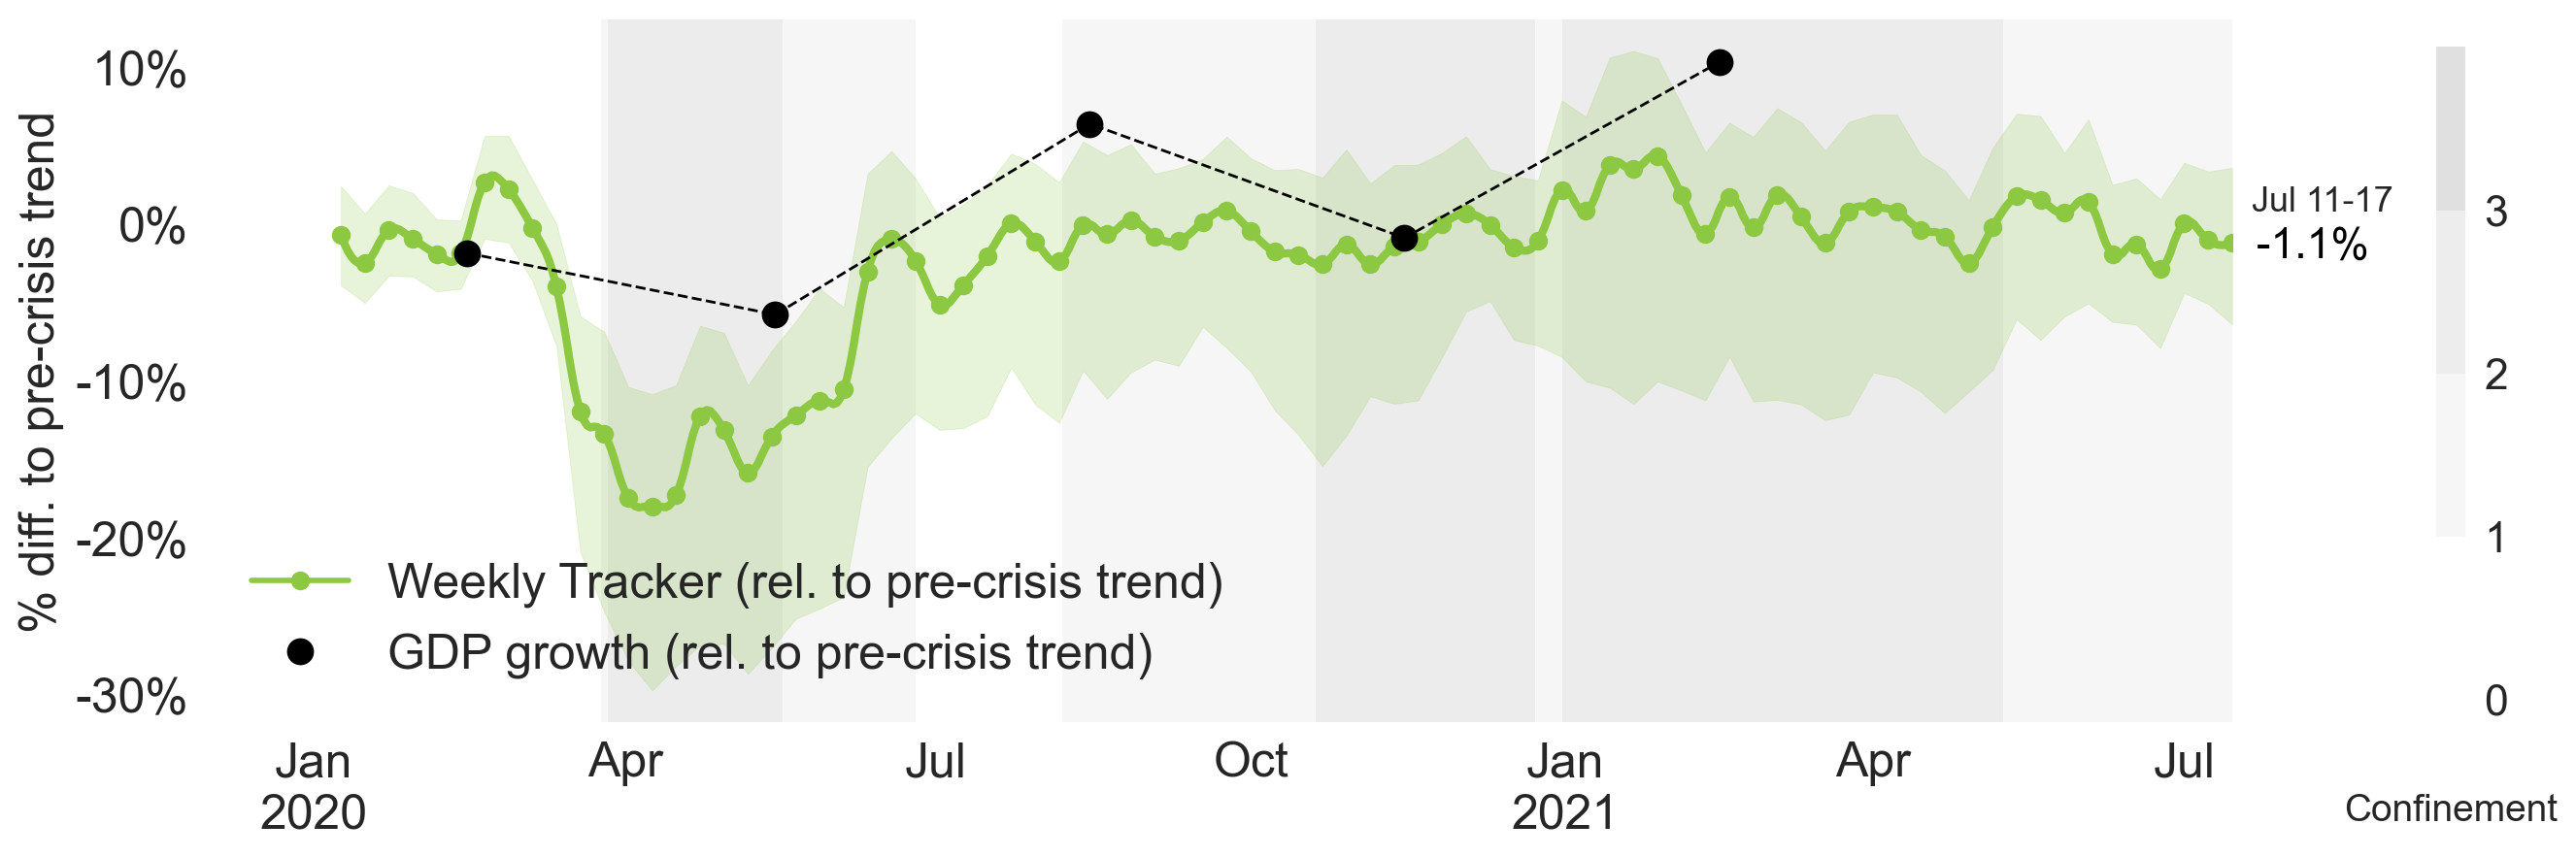 % diff. to pre-crisis trend
10%
0%
-10%
-20%
-30%
Weekly Tracker (rel. to pre-crisis trend)
GDP growth (rel. to pre-crisis trend)
Jan
2020
Apr
Jul
Oct
Jan
2021
Apr
Jul
Jul 11-17
-1.1%
3
2
1
0
Confinement